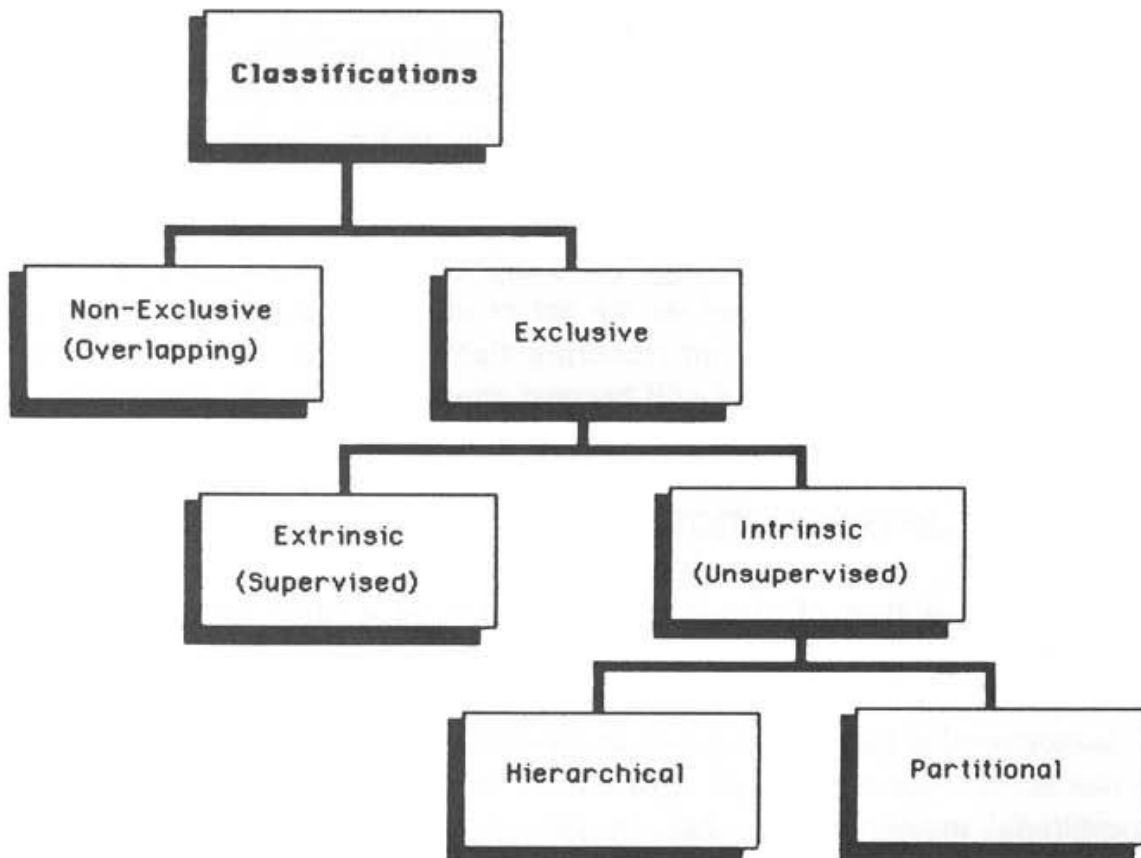 Classifications
Non-Exclusive
(Overlapping)
Exclusive
Extrinsic
(Supervised)
Intrinsic
(Unsupervised)
Hierarchical
Partitional